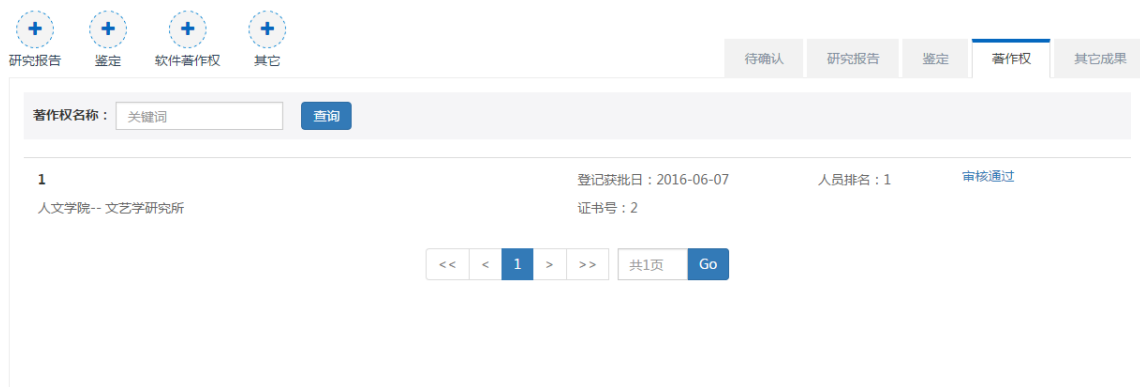 研究报告 鉴定 软件著作权 其它
待确认 研究报告 鉴定 著作权 其它成果
著作权名称： 关键词 查询
1 登记获批日：2016-06-07 人员排名：1 审核通过
人文学院-- 文艺学研究所 证书号：2
<< < 1 > >> 共1页 Go